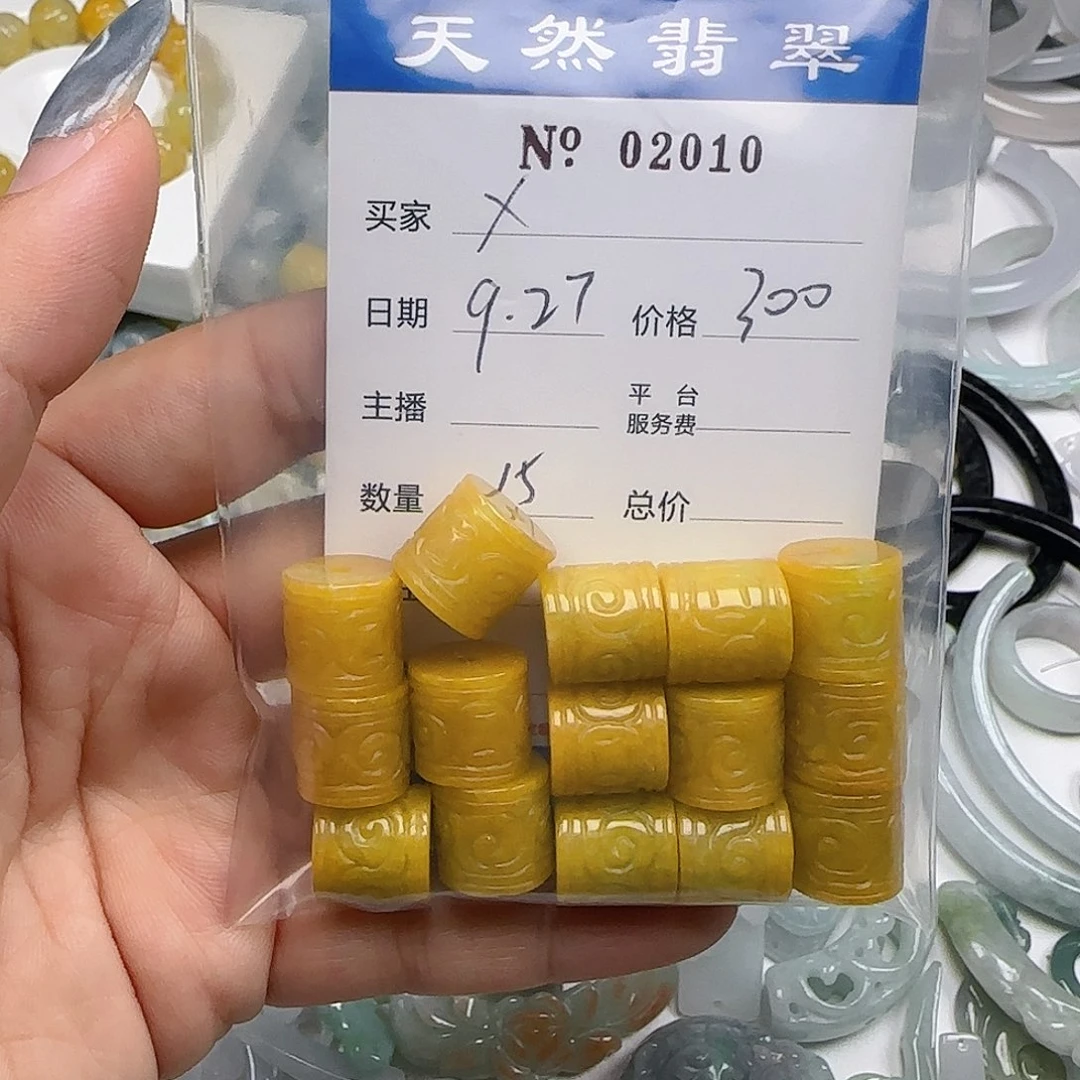 天然翡翠
Nº 02010
买家 X
日期 9.27 价格 300
主播 平台服务费
数量 15 总价